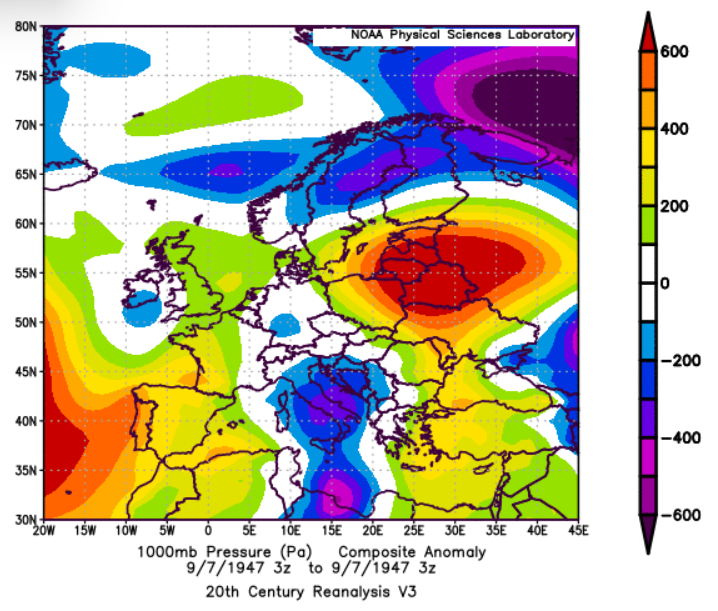 NOAA Physical Sciences Laboratory
80N
75N
70N
65N
60N
55N
50N
45N
40N
35N
30N
20W 15W 10W 5W 0 5E 10E 15E 20E 25E 30E 35E 40E 45E
600
400
200
0
-200
-400
-600
1000mb Pressure (Pa) Composite Anomaly
9/7/1947 3z to 9/7/1947 3z
20th Century Reanalysis V3